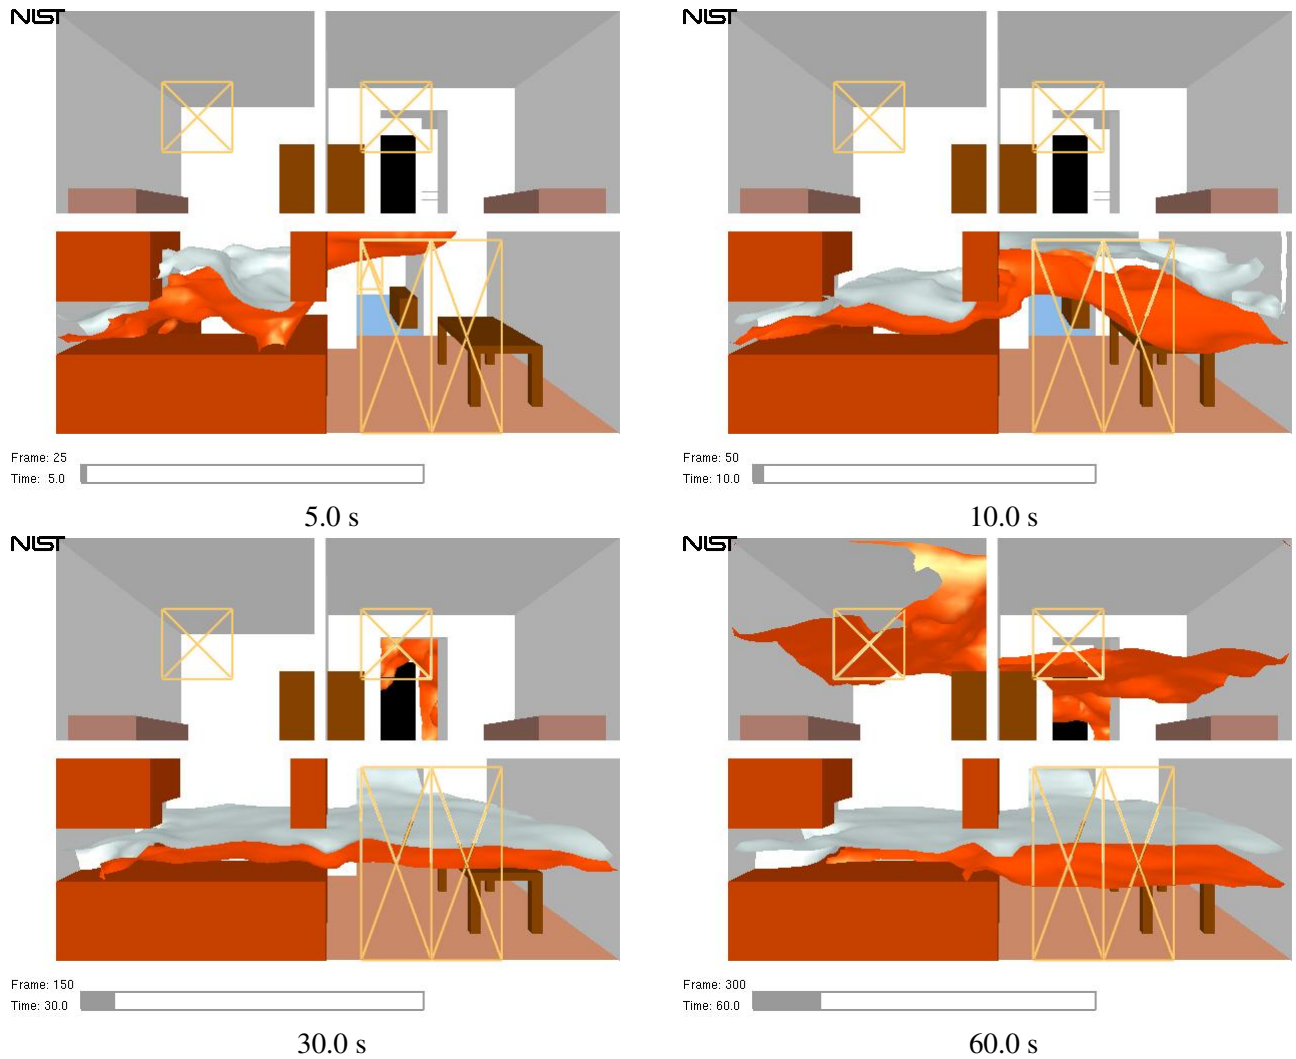 NIST
NIST
Frame: 25
Time: 5.0
5.0 s
Frame: 50
Time: 10.0
10.0 s
NIST
NIST
Frame: 150
Time: 30.0
30.0 s
Frame: 300
Time: 60.0
60.0 s